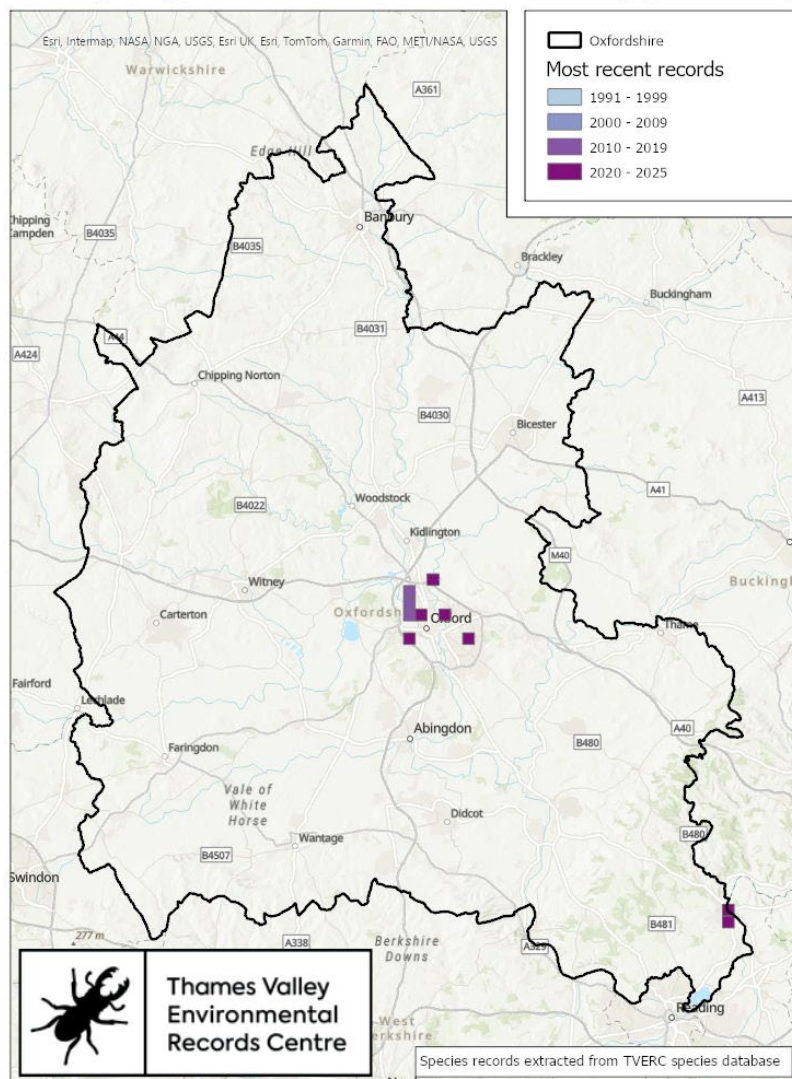 Esri, Intermap, NASA, NGA, USGS, Esri UK, Esri, TomTom, Garmin, FAO, METI/NASA, USGS
Oxfordshire
Most recent records
1991 - 1999
2000 - 2009
2010 - 2019
2020 - 2025
Warwickshire
A361
Edge Hill
Chipping
Campden
B4035
Banbury
B4035
Brackley
Buckingham
A44
B4031
A424
Chipping Norton
A413
B4030
Bicester
A41
B4022
Woodstock
Kidlington
M40
Witney
Oxfordsh
Carterton
Oxford
Thame
Fairford
Lechlade
A40
Abingdon
B480
Faringdon
Vale of
White
Horse
Didcot
B480
Wantage
B4507
Swindon
B481
277 m
A338
Berkshire
Downs
A329
Reading
West
Thames Valley
Environmental
Records Centre
Species records extracted from TVERC species database